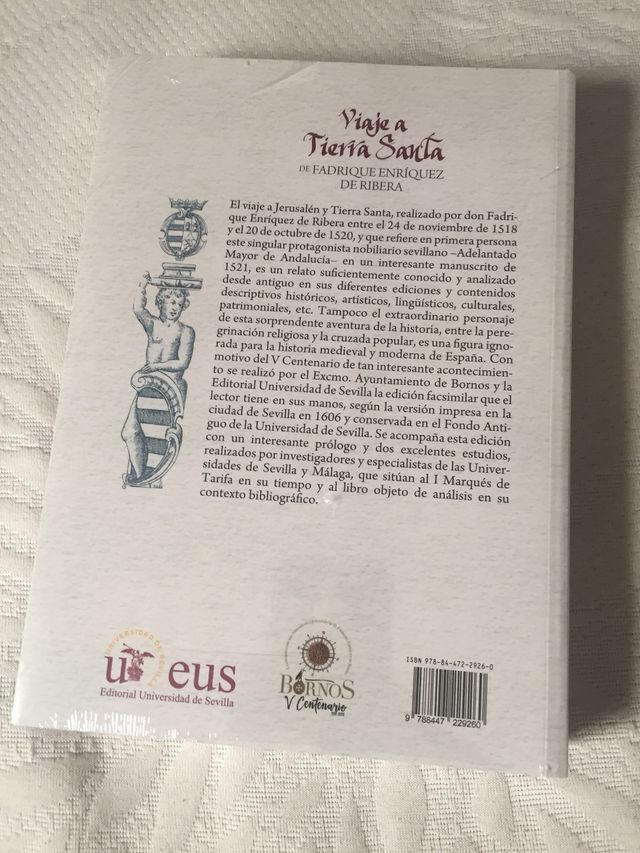 Viaje a
Tierra Santa
DE FADRIQUE ENRÍQUEZ
DE RIBERA
El viaje a Jerusalén y Tierra Santa, realizado por don Fadri-
que Enríquez de Ribera entre el 24 de noviembre de 1518
y el 20 de octubre de 1520, y que refiere en primera persona
este singular protagonista nobiliario sevillano –Adelantado
Mayor de Andalucía– en un interesante manuscrito de
1521, es un relato suficientemente conocido y analizado
desde antiguo en sus diferentes ediciones y contenidos
descriptivos históricos, artísticos, lingüísticos, culturales,
patrimoniales, etc. Tampoco el extraordinario personaje
de esta sorprendente aventura de la historia, entre la pere-
grinación religiosa y la cruzada popular, es una figura igno-
rada para la historia medieval y moderna de España. Con
motivo del V Centenario de tan interesante acontecimien-
to se realizó por el Excmo. Ayuntamiento de Bornos y la
Editorial Universidad de Sevilla la edición facsimilar que el
lector tiene en sus manos, según la versión impresa en la
ciudad de Sevilla en 1606 y conservada en el Fondo Anti-
guo de la Universidad de Sevilla. Se acompaña esta edición
con un interesante prólogo y dos excelentes estudios,
realizados por investigadores y especialistas de las Univer-
sidades de Sevilla y Málaga, que sitúan al I Marqués de
Tarifa en su tiempo y al libro objeto de análisis en su
contexto bibliográfico.
eus
Editorial Universidad de Sevilla
BORNOS
V Centenario
ISBN 978-84-472-2926-0
9 788447 229260